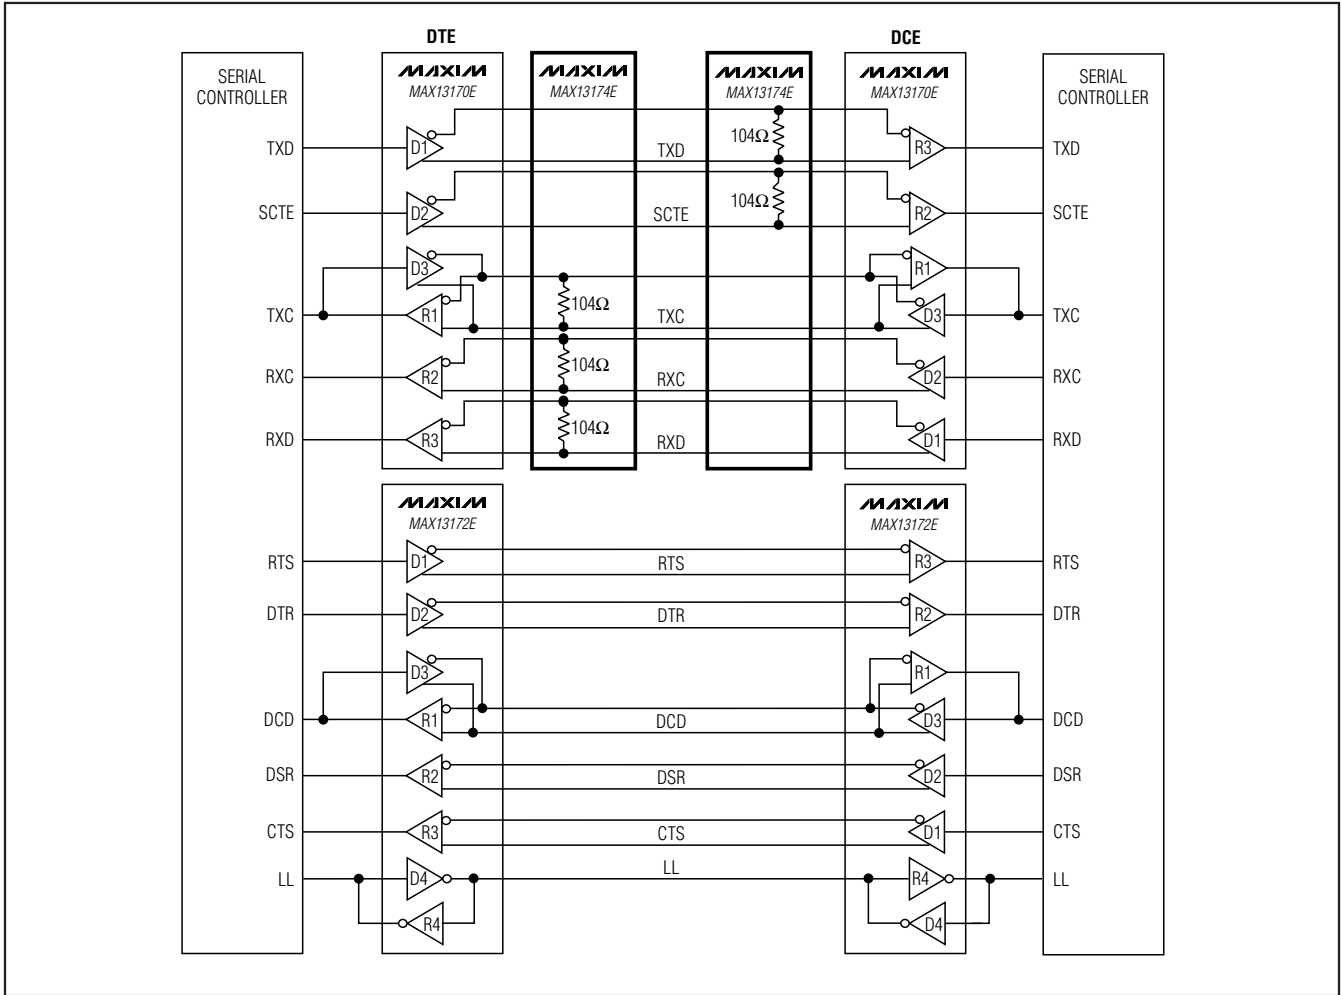 DTE
DCE
SERIAL
CONTROLLER
MAXIM
MAX13170E
MAXIM
MAX13174E
MAXIM
MAX13174E
MAXIM
MAX13170E
SERIAL
CONTROLLER
TXD
D1
TXD
104Ω
R3
TXD
SCTE
D2
SCTE
104Ω
R2
SCTE
D3
R1
TXC
R1
104Ω
TXC
D3
TXC
RXC
R2
104Ω
RXC
D2
RXC
RXD
R3
104Ω
RXD
D1
RXD
MAXIM
MAX13172E
MAXIM
MAX13172E
RTS
D1
RTS
R3
RTS
DTR
D2
DTR
R2
DTR
D3
R1
DCD
R1
DCD
D3
DCD
DSR
R2
DSR
D2
DSR
CTS
R3
CTS
D1
CTS
LL
D4
LL
R4
LL
R4
D4